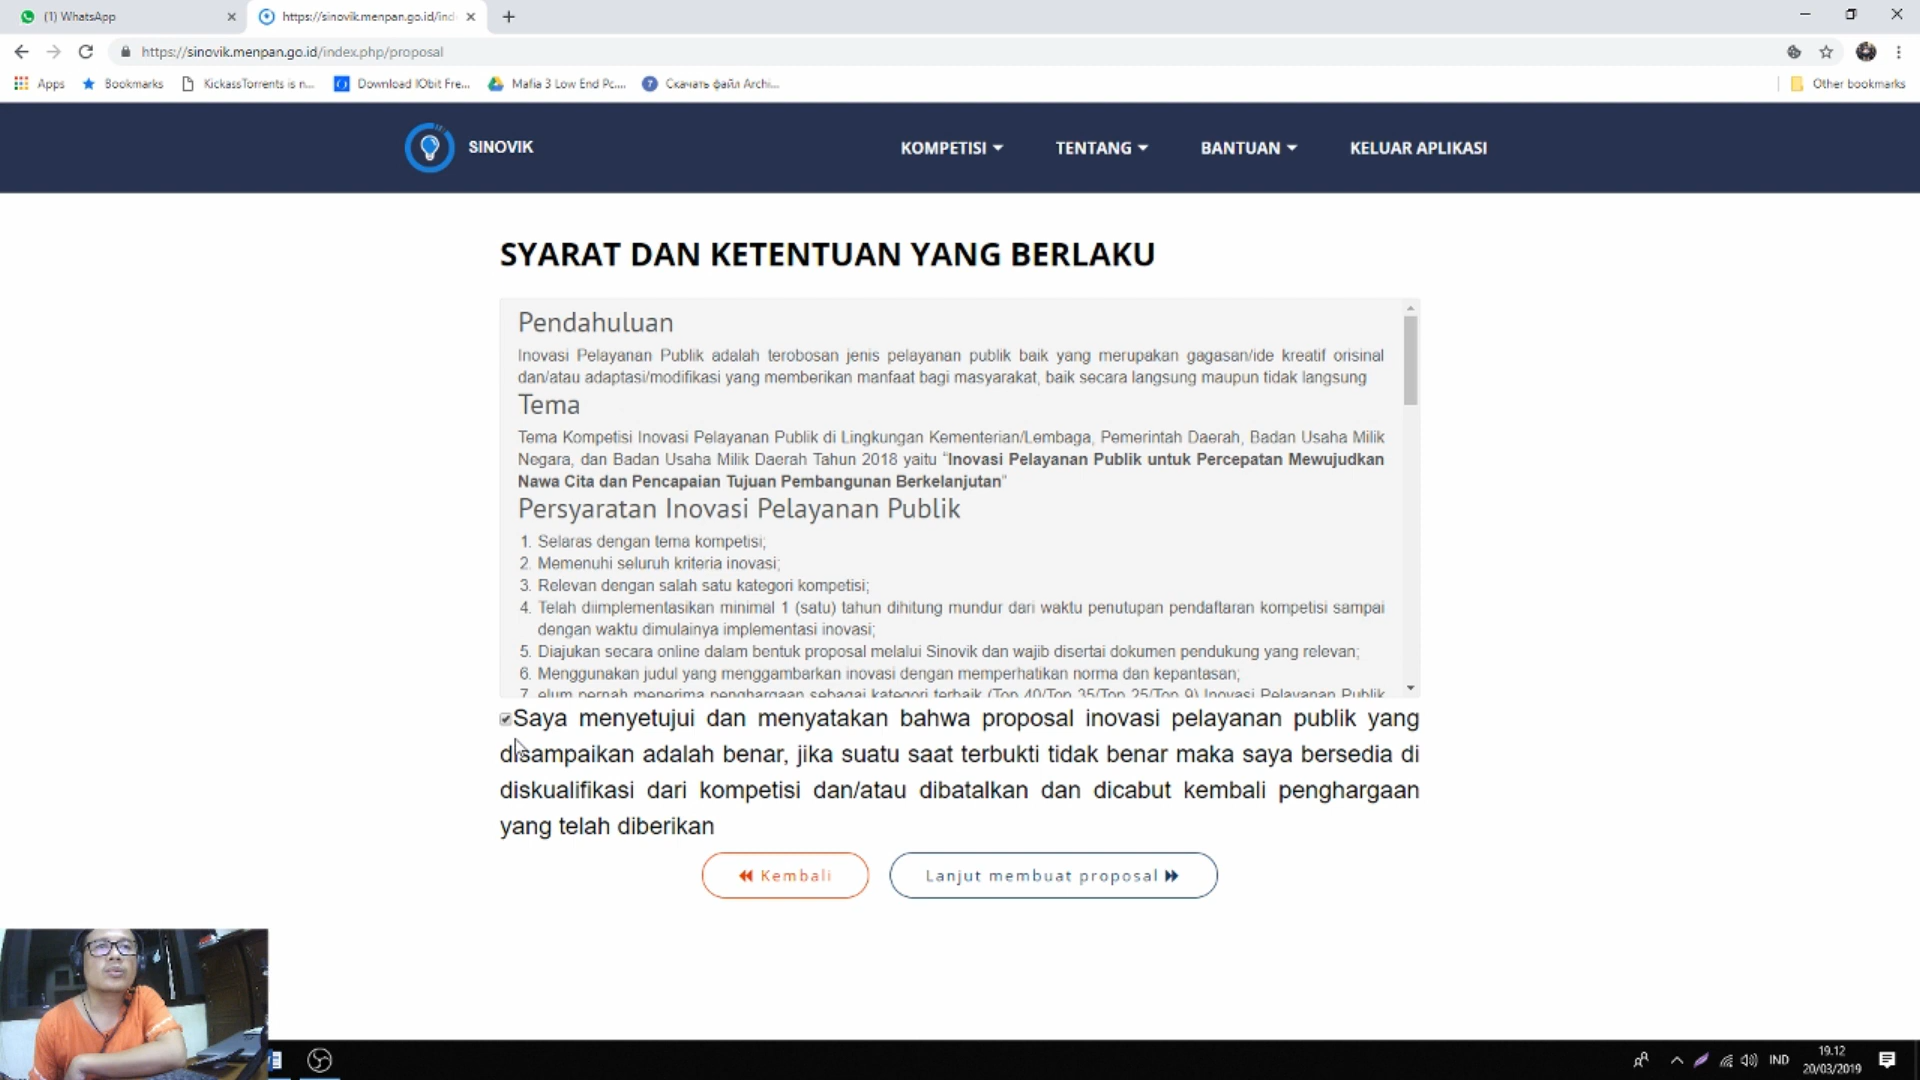 (1) WhatsApp
https://sinovik.menpan.go.id/ind
https://sinovik.menpan.go.id/index.php/proposal
Apps
Bookmarks
KickassTorrents is n...
Download IObit Fre...
Mafia 3 Low End Pc....
Скачать файл Archi...
Other bookmarks
SINOVIK
KOMPETISI
TENTANG
BANTUAN
KELUAR APLIKASI
SYARAT DAN KETENTUAN YANG BERLAKU
Pendahuluan
Inovasi Pelayanan Publik adalah terobosan jenis pelayanan publik baik yang merupakan gagasan/ide kreatif orisinal
dan/atau adaptasi/modifikasi yang memberikan manfaat bagi masyarakat, baik secara langsung maupun tidak langsung
Tema
Tema Kompetisi Inovasi Pelayanan Publik di Lingkungan Kementerian/Lembaga, Pemerintah Daerah, Badan Usaha Milik
Negara, dan Badan Usaha Milik Daerah Tahun 2018 yaitu “Inovasi Pelayanan Publik untuk Percepatan Mewujudkan
Nawa Cita dan Pencapaian Tujuan Pembangunan Berkelanjutan”
Persyaratan Inovasi Pelayanan Publik
1. Selaras dengan tema kompetisi;
2. Memenuhi seluruh kriteria inovasi;
3. Relevan dengan salah satu kategori kompetisi;
4. Telah diimplementasikan minimal 1 (satu) tahun dihitung mundur dari waktu penutupan pendaftaran kompetisi sampai
dengan waktu dimulainya implementasi inovasi;
5. Diajukan secara online dalam bentuk proposal melalui Sinovik dan wajib disertai dokumen pendukung yang relevan;
6. Menggunakan judul yang menggambarkan inovasi dengan memperhatikan norma dan kepantasan;
7. elum pernah menerima penghargaan sebagai kategori terbaik (Top 40/Top 35/Top 25/Top 9) Inovasi Pelayanan Publik
Saya menyetujui dan menyatakan bahwa proposal inovasi pelayanan publik yang
disampaikan adalah benar, jika suatu saat terbukti tidak benar maka saya bersedia di
diskualifikasi dari kompetisi dan/atau dibatalkan dan dicabut kembali penghargaan
yang telah diberikan
Kembali
Lanjut membuat proposal
IND
19.12
20/03/2019